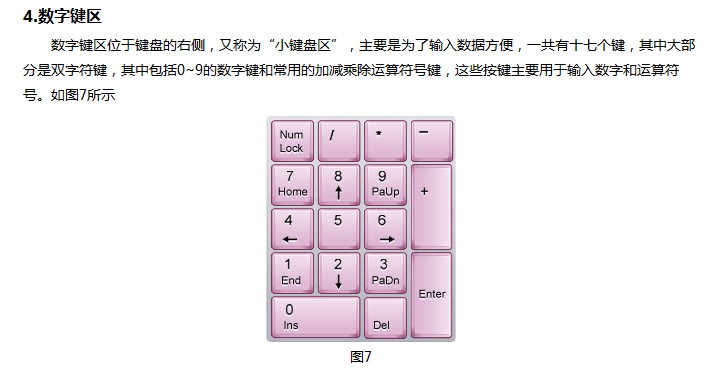 4.数字键区
数字键区位于键盘的右侧，又称为“小键盘区”，主要是为了输入数据方便，一共有十七个键，其中大部
分是双字符键，其中包括0~9的数字键和常用的加减乘除运算符号键，这些按键主要用于输入数字和运算符
号。如图7所示
Num
Lock
/
*
−
7
Home
8
↑
9
PaUp
+
4
←
5
6
→
1
End
2
↓
3
PaDn
Enter
0
Ins
Del
图7